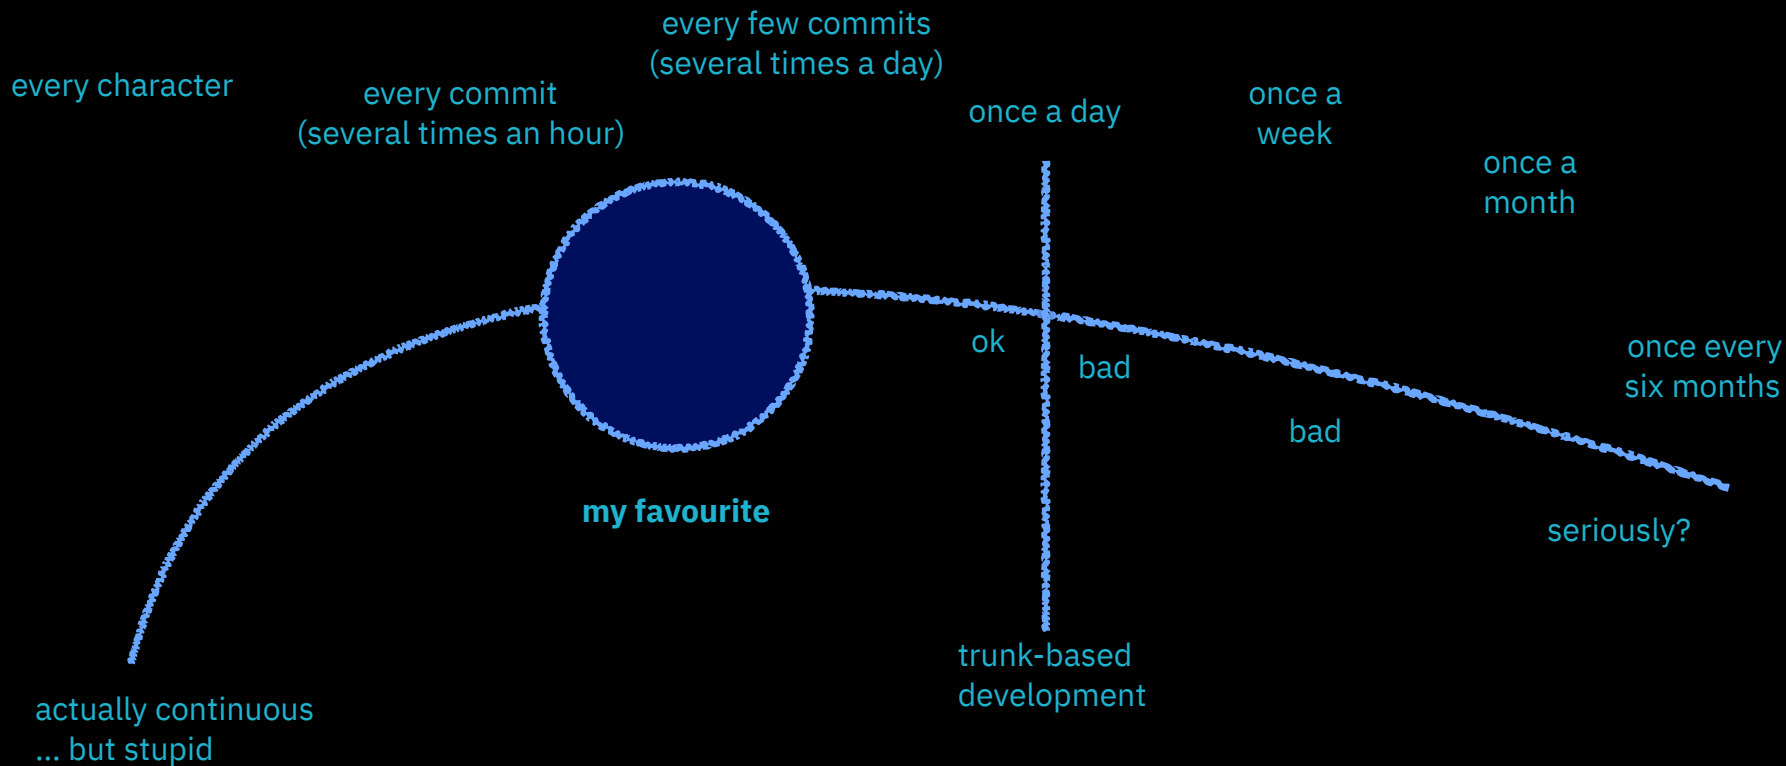 every few commits
(several times a day)
every character
every commit
(several times an hour)
once a day
once a
week
once a
month
once every
six months
ok
bad
bad
my favourite
seriously?
trunk-based
development
actually continuous
... but stupid